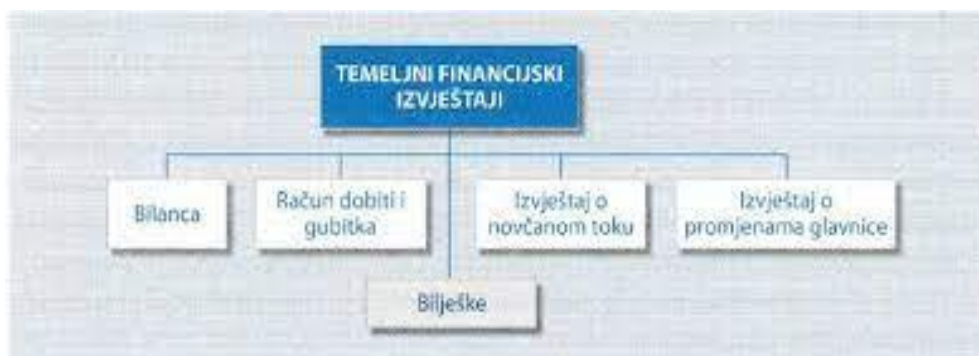 TEMELJNI FINANCIJSKI
IZVJEŠTAJI
Bilanca
Račun dobiti i
gubitka
Izvještaj o
novčanom toku
Izvještaj o
promjenama glavnice
Bilješke